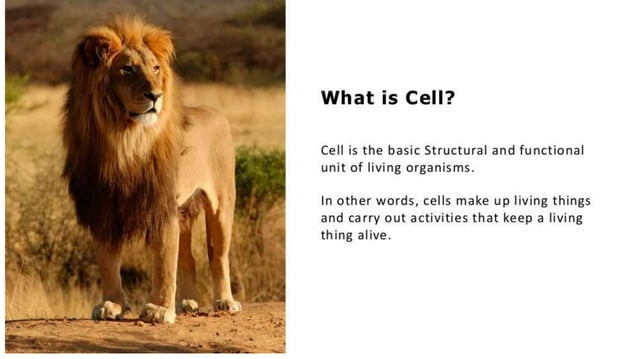 What is Cell?
Cell is the basic Structural and functional
unit of living organisms.
In other words, cells make up living things
and carry out activities that keep a living
thing alive.